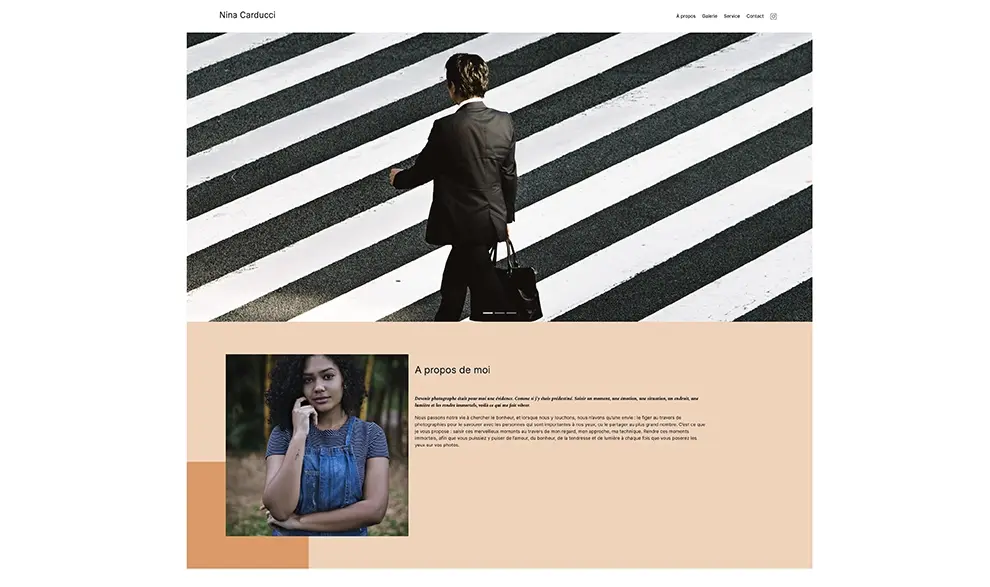 Nina Carducci
A propos Galerie Service Contact
A propos de moi
Devenir photographe était pour moi une évidence. Comme si j'y étais prédestiné. Saisir un moment, une émotion, une situation, un endroit, une
lumière et les rendre immortels, voilà ce qui me fait vibrer.
Nous passons notre vie à chercher le bonheur, et lorsque nous y touchons, nous n'avons qu'une envie : le figer au travers de
photographies pour le savourer avec les personnes qui sont importantes à nos yeux, ou le partager au plus grand nombre. C'est ce que
je vous propose : saisir ces merveilleux moments au travers de mon regard, mon approche, ma technique. Rendre ces moments
immortels, afin que vous puissiez y puiser de l'amour, du bonheur, de la tendresse et de lumière à chaque fois que vous poserez les
yeux sur vos photos.